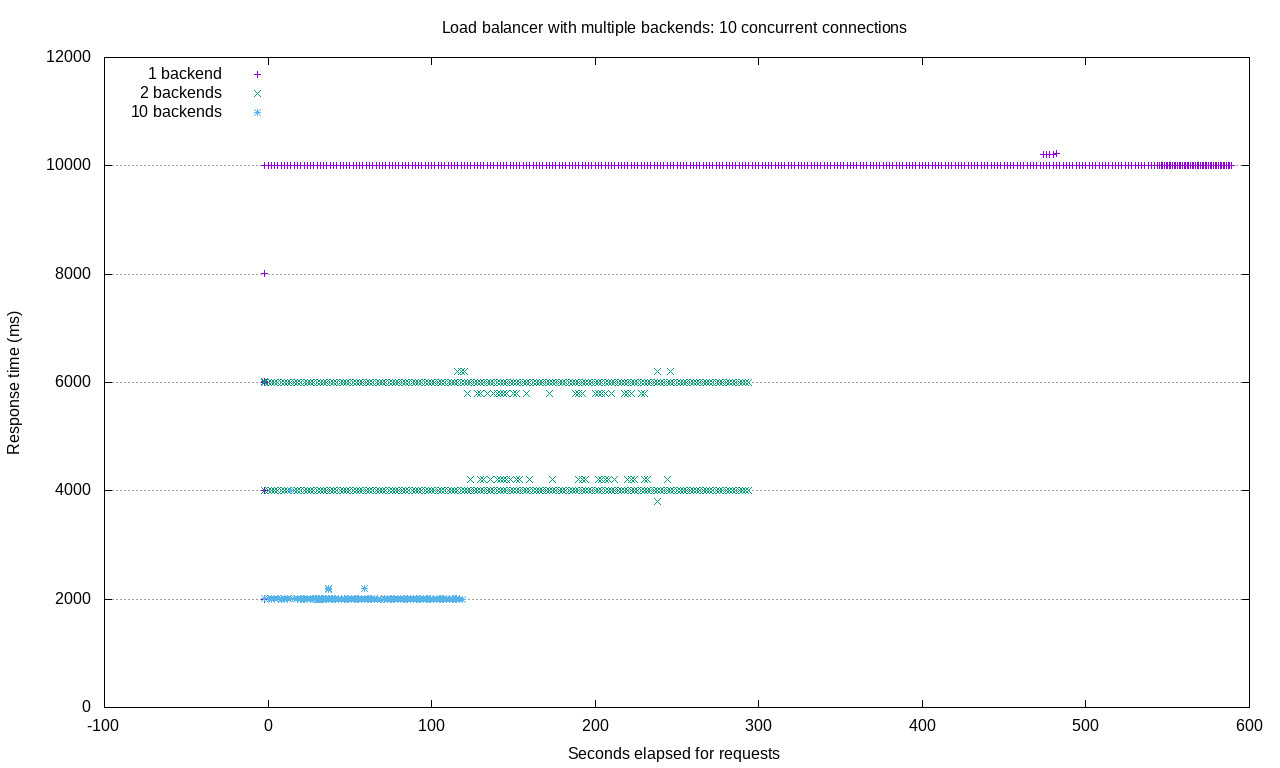 Load balancer with multiple backends: 10 concurrent connections
12000
10000
8000
6000
4000
2000
0
1 backend
2 backends
10 backends
Response time (ms)
-100 0 100 200 300 400 500 600
Seconds elapsed for requests